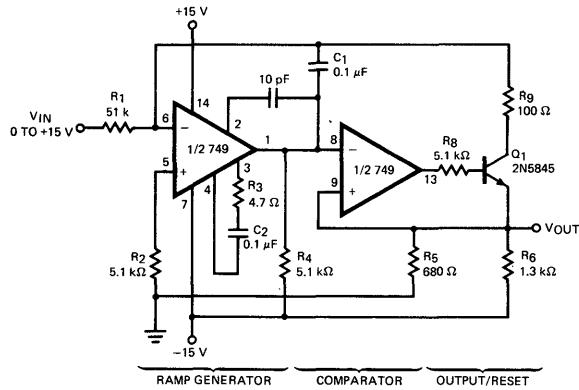 +15 V
C1
0.1 µF
10 pF
R9
100 Ω
R1
51 k
VIN
0 TO +15 V
6
−
14
2
1/2 749
1
5
+
7
4
3
R3
4.7 Ω
C2
0.1 µF
8
−
1/2 749
9
+
13
R8
5.1 kΩ
Q1
2N5845
VOUT
R2
5.1 kΩ
R4
5.1 kΩ
R5
680 Ω
R6
1.3 kΩ
−15 V
RAMP GENERATOR
COMPARATOR
OUTPUT/RESET